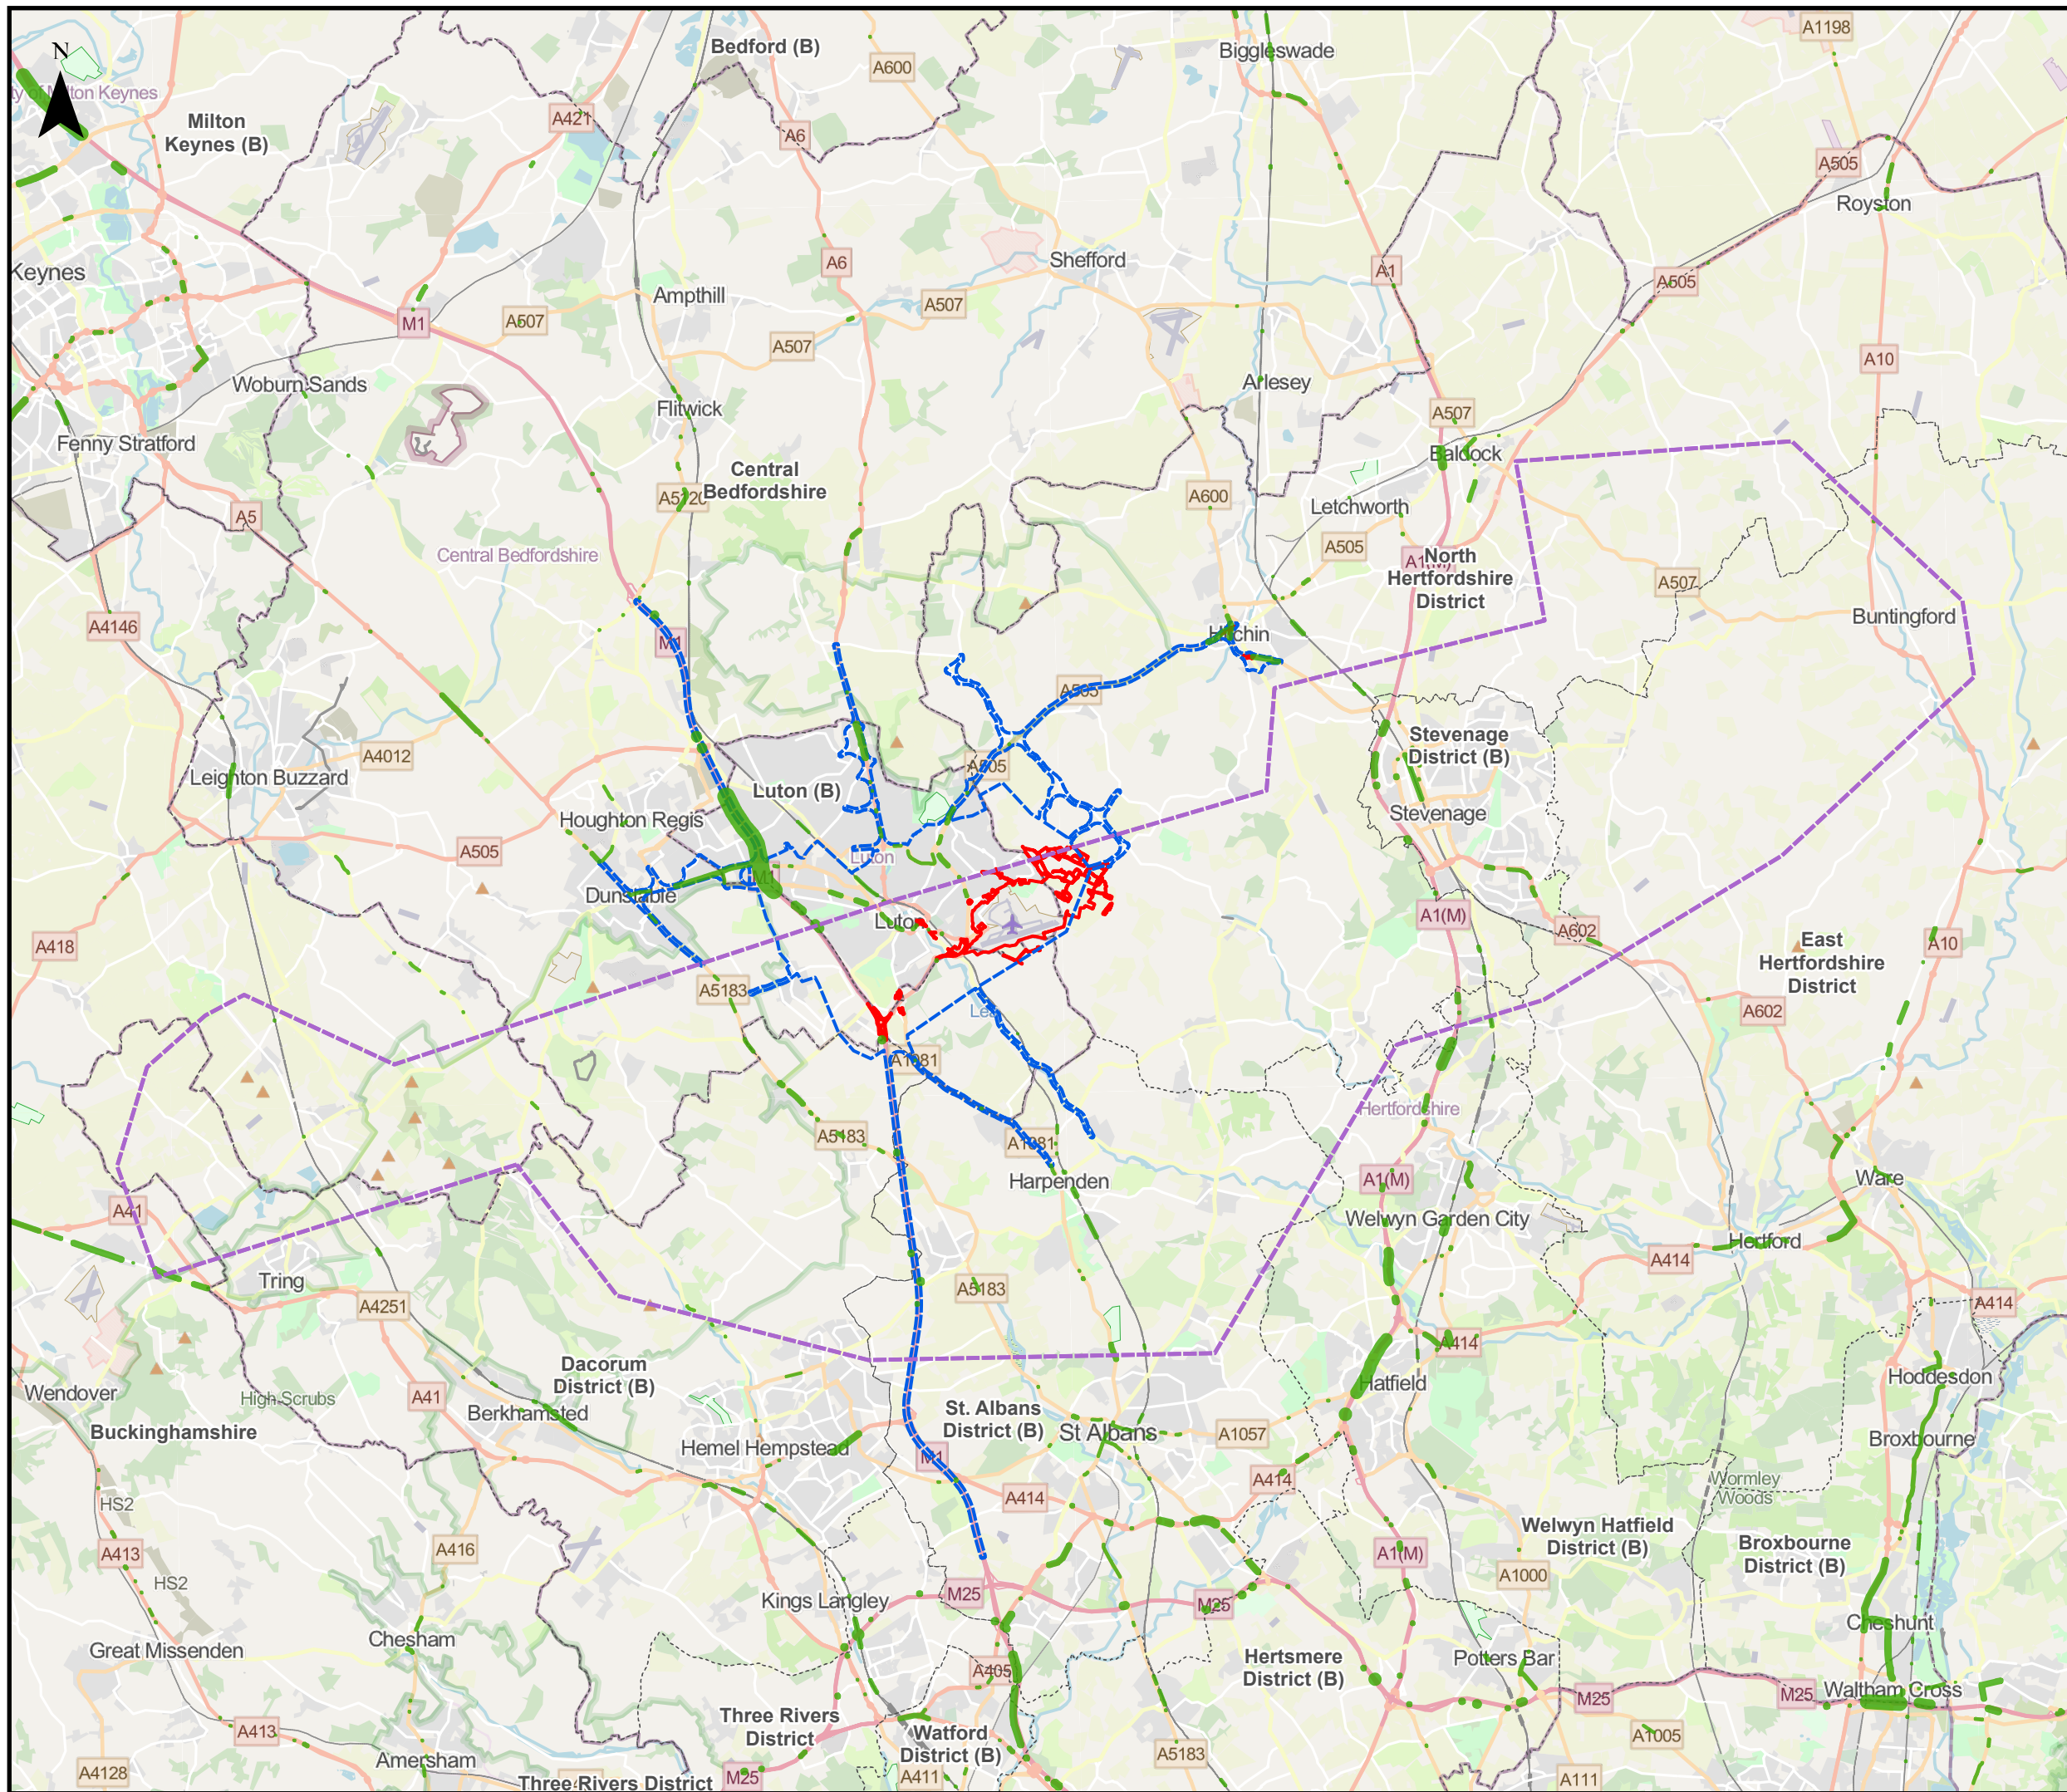 Bedford (B)
A600
Biggleswade
A1198
N
Milton
Keynes (B)
A421
A6
A505
Royston
Keynes
A6
Shefford
A1
A505
Ampthill
A507
M1
A507
A507
A10
Woburn Sands
Arlesey
Flitwick
A507
Fenny Stratford
Baldock
Central
Bedfordshire
A5120
A600
Letchworth
A5
Central Bedfordshire
A505
A1(M)
North
Hertfordshire
District
A507
A4146
Buntingford
Hitchin
M1
A505
Stevenage
District (B)
A4012
Leighton Buzzard
A505
Luton (B)
Houghton Regis
Stevenage
A505
Luton
M1
Dunstable
Luton
A1(M)
A602
A418
East
Hertfordshire
District
A10
A5183
Lea
A602
A1081
Hertfordshire
A5183
A1081
Harpenden
A1(M)
Ware
A41
Welwyn Garden City
Hertford
A414
Tring
A5183
A4251
A414
A414
Dacorum
District (B)
Wendover
High Scrubs
A41
Hatfield
Hoddesdon
Berkhamsted
St. Albans
District (B)
Buckinghamshire
St Albans
A1057
Broxbourne
Hemel Hempstead
M1
A414
Wormley
Woods
HS2
A414
Welwyn Hatfield
District (B)
Broxbourne
District (B)
A413
A416
A1(M)
HS2
A1000
Kings Langley
M25
M25
Cheshunt
Chesham
Great Missenden
Hertsmere
District (B)
Potters Bar
A405
M25
M25
Waltham Cross
Three Rivers
District
A413
Watford
District (B)
A1005
A5183
Amersham
A4128
Three Rivers District
M25
A411
A111